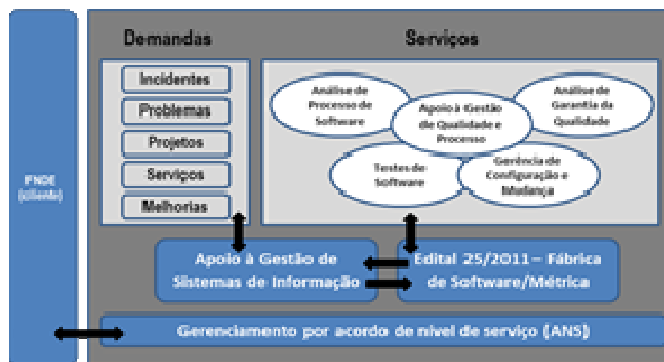 Demandas
Serviços
Incidentes
Problemas
Projetos
Serviços
Melhorias
Análise de
Processo de
Software
Apoio à Gestão
de Qualidade e
Processo
Análise de
Garantia da
Qualidade
Testes de
Software
Gerência de
Configuração e
Mudança
FNDE
(cliente)
Apoio à Gestão de
Sistemas de Informação
Edital 25/2011 – Fábrica
de Software/Métrica
Gerenciamento por acordo de nível de serviço (ANS)